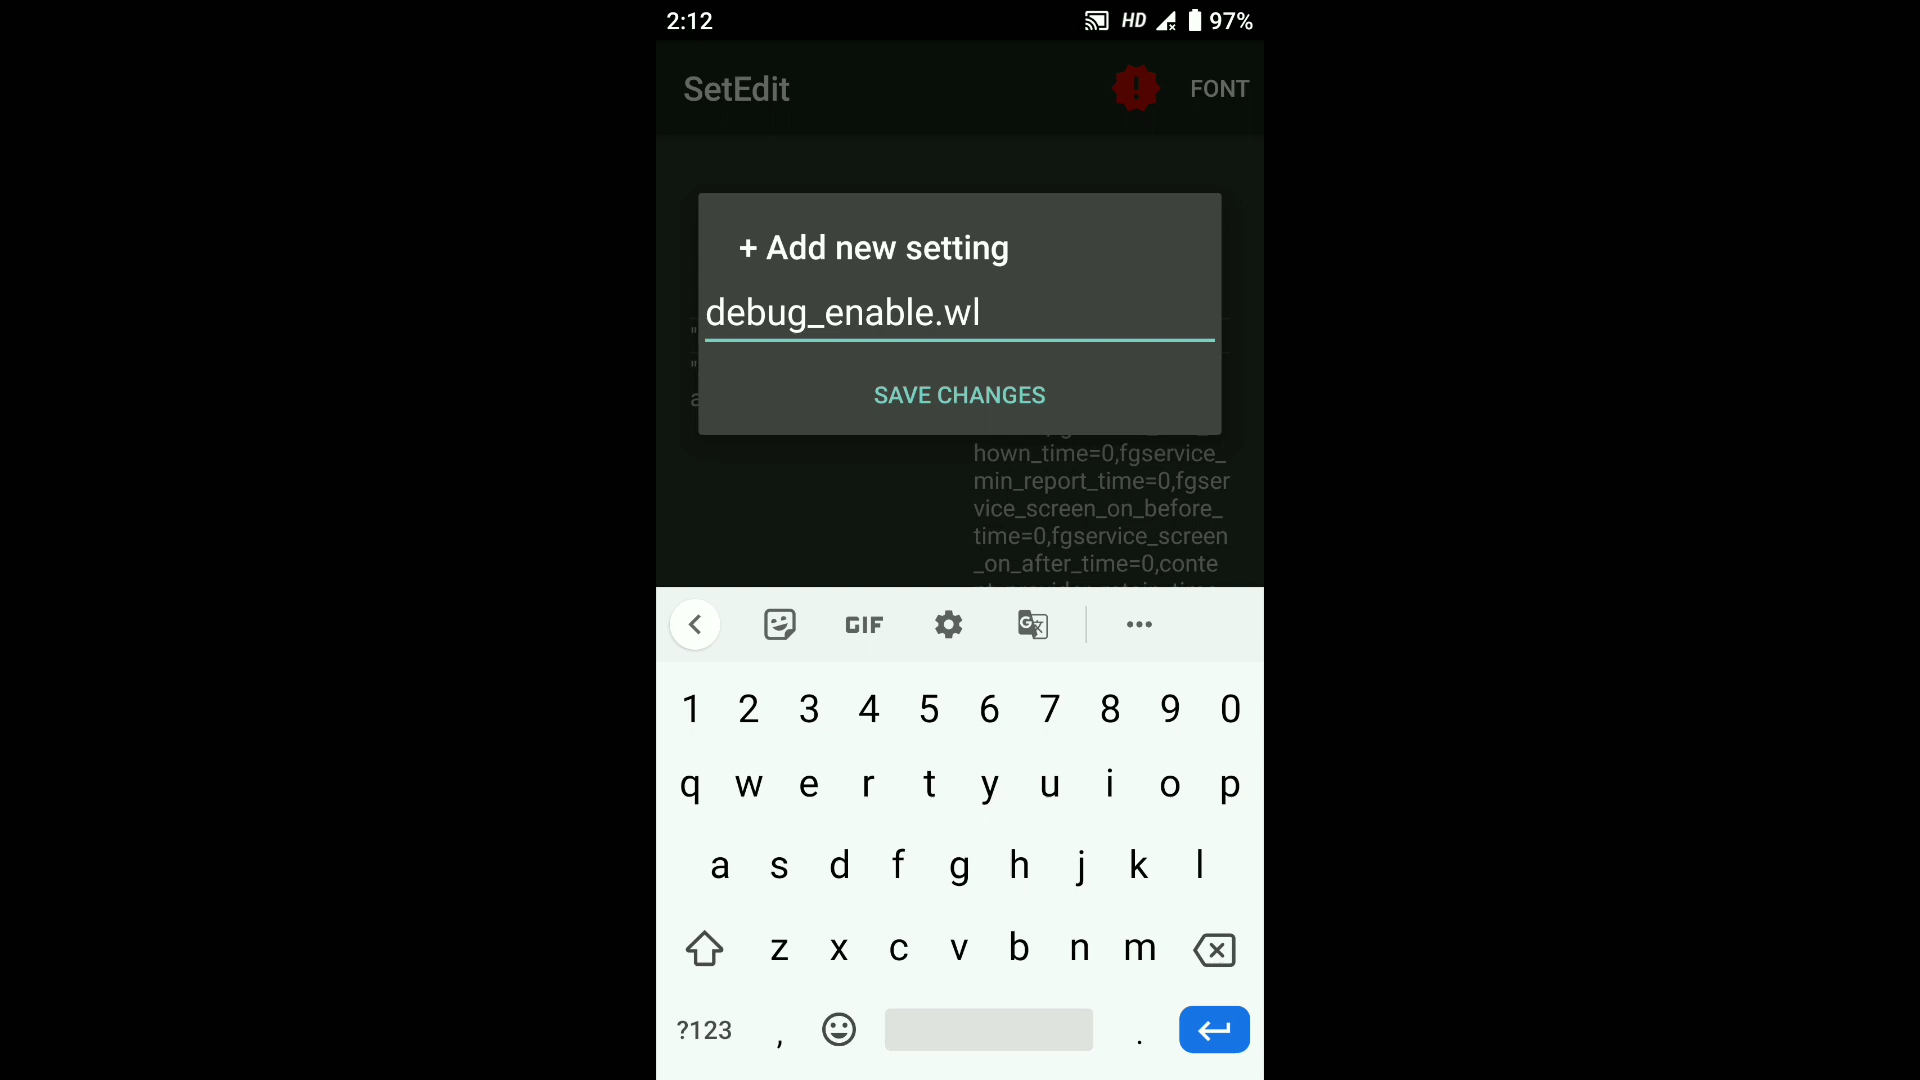 2:12
HD
97%
SetEdit
FONT
+ Add new setting
debug_enable.wl
SAVE CHANGES
hown_time=0,fgservice_
min_report_time=0,fgser
vice_screen_on_before_
time=0,fgservice_screen
_on_after_time=0,conte
GIF
1 2 3 4 5 6 7 8 9 0
q w e r t y u i o p
a s d f g h j k l
z x c v b n m
?123 , .